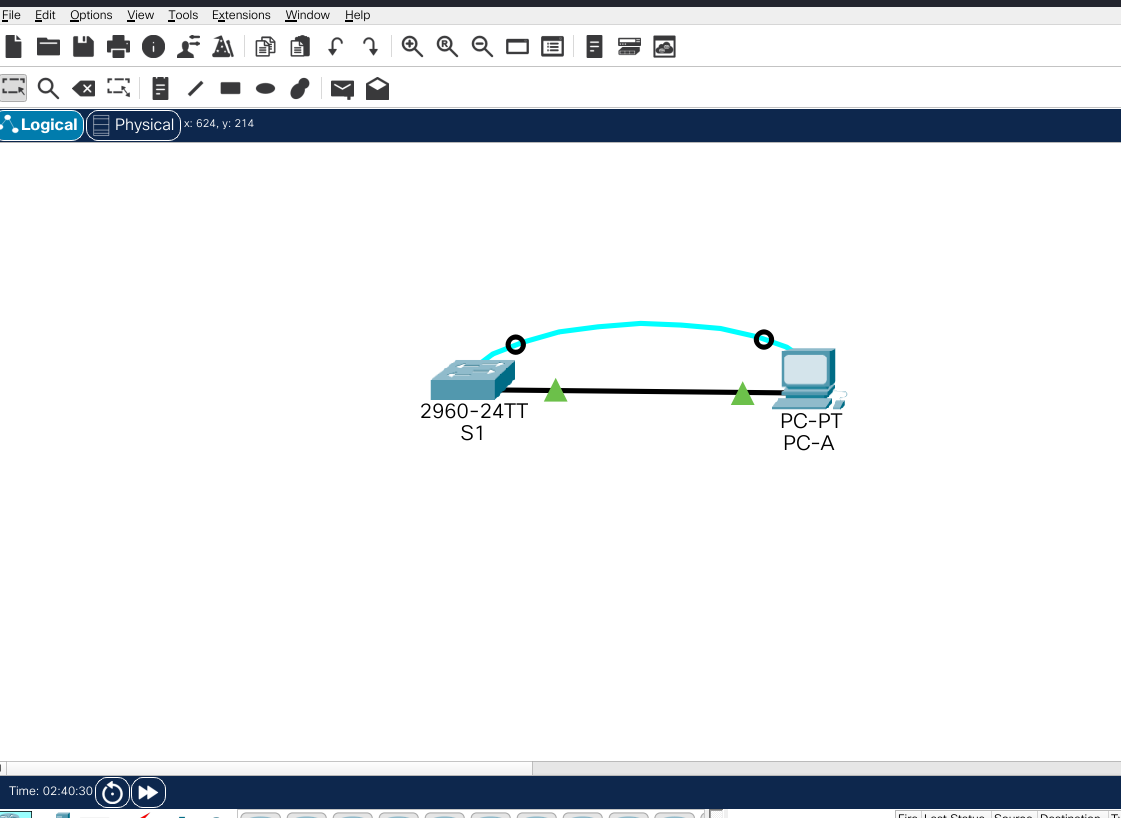 File Edit Options View Tools Extensions Window Help
Logical Physical x: 624, y: 214
2960-24TT
S1
PC-PT
PC-A
Time: 02:40:30
Fire Last Status Source Destination